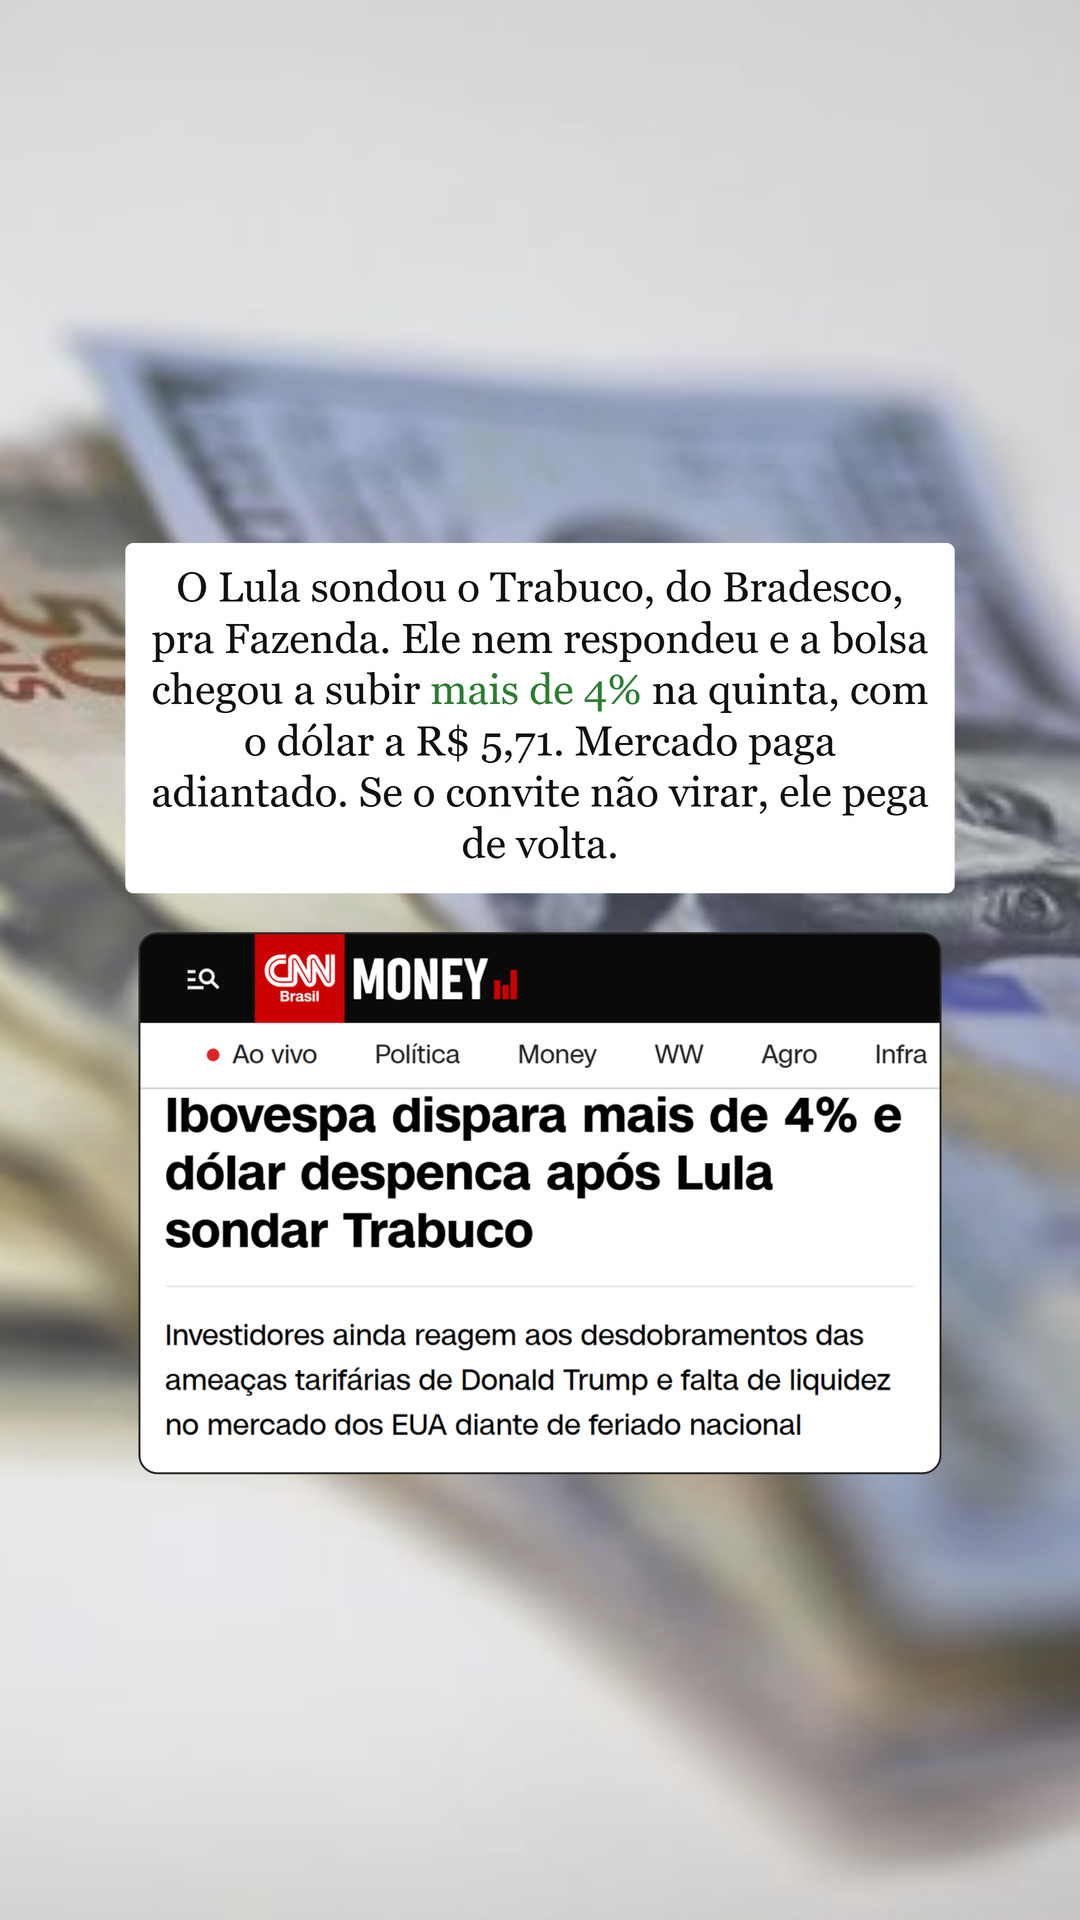 O Lula sondou o Trabuco, do Bradesco,
pra Fazenda. Ele nem respondeu e a bolsa
chegou a subir mais de 4% na quinta, com
o dólar a R$ 5,71. Mercado paga
adiantado. Se o convite não virar, ele pega
de volta.
CNN Brasil MONEY
Ao vivo Política Money WW Agro Infra
Ibovespa dispara mais de 4% e
dólar despenca após Lula
sondar Trabuco
Investidores ainda reagem aos desdobramentos das
ameaças tarifárias de Donald Trump e falta de liquidez
no mercado dos EUA diante de feriado nacional